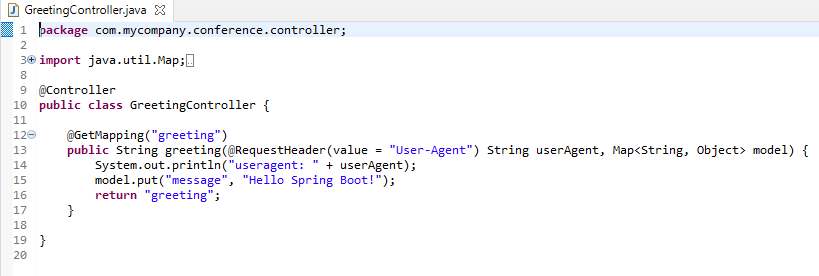 GreetingController.java
1 package com.mycompany.conference.controller;
2
3 import java.util.Map;
8
9 @Controller
10 public class GreetingController {
11
12 @GetMapping("greeting")
13 public String greeting(@RequestHeader(value = "User-Agent") String userAgent, Map<String, Object> model) {
14 System.out.println("useragent: " + userAgent);
15 model.put("message", "Hello Spring Boot!");
16 return "greeting";
17 }
18
19 }
20